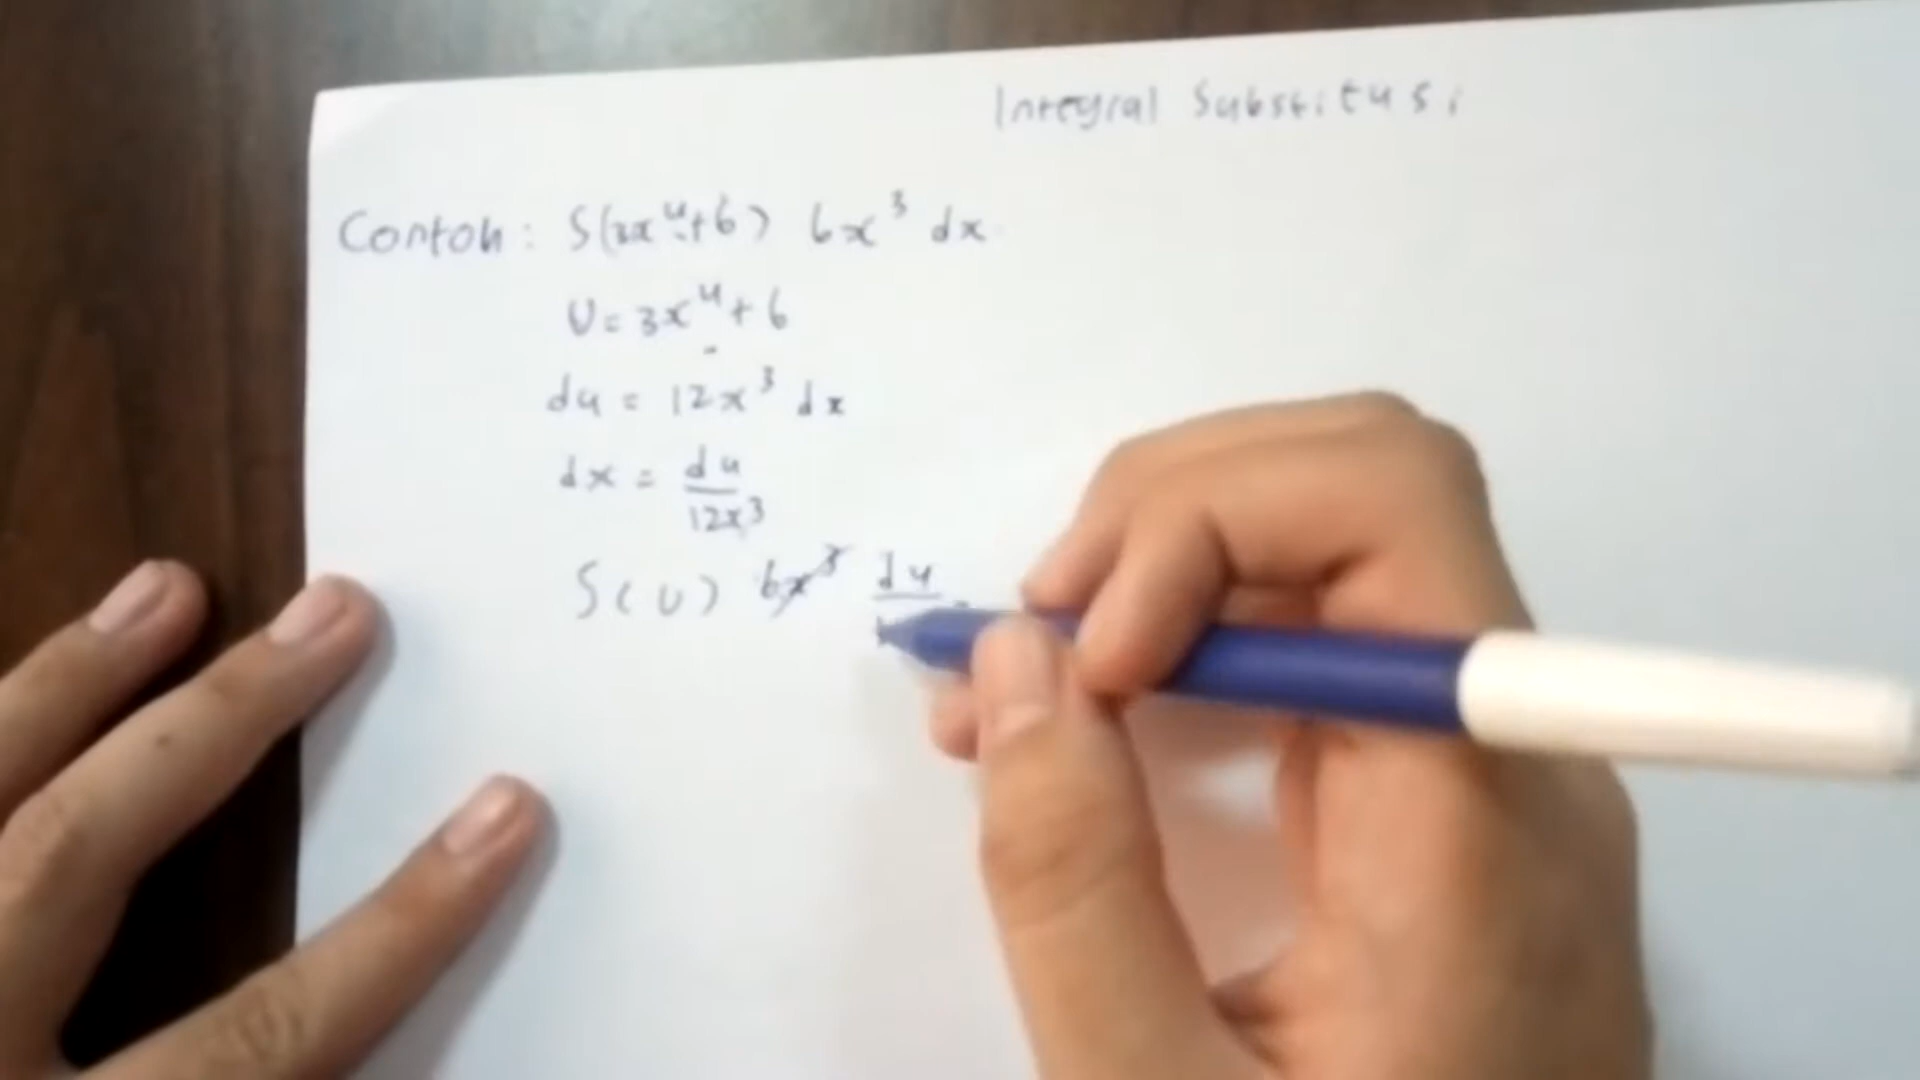 Integral Substitusi
Contoh: ∫(3x⁴+6) 6x³ dx
U = 3x⁴ + 6
du = 12x³ dx
dx = du/12x³
∫(U) 6x³ du